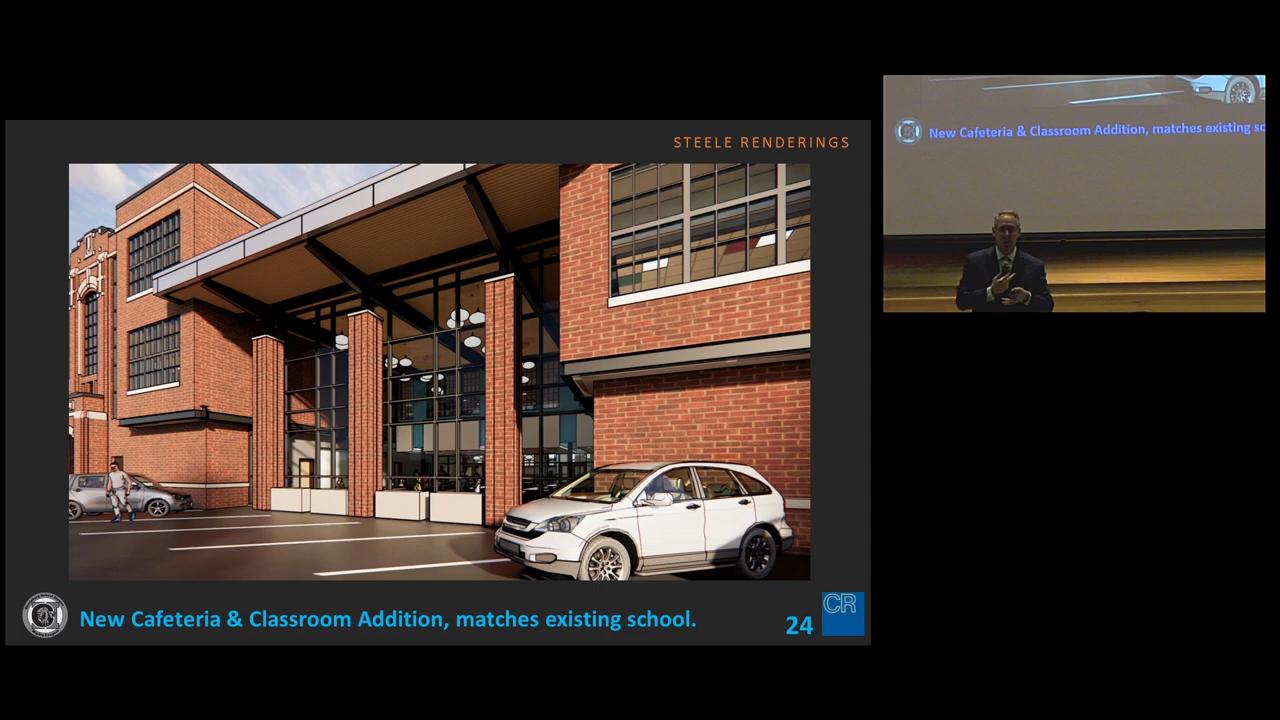 STEELE RENDERINGS
New Cafeteria & Classroom Addition, matches existing school.
24
CR
New Cafeteria & Classroom Addition, matches existing sc